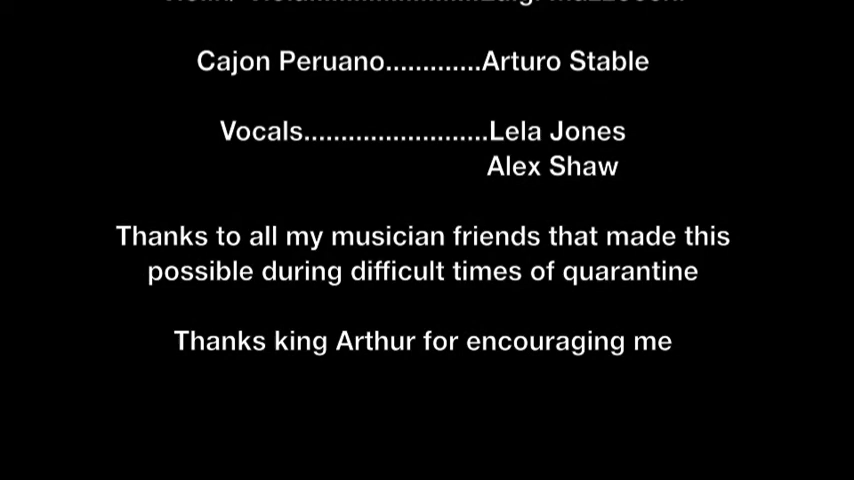 Cajon Peruano.............Arturo Stable
Vocals.........................Lela Jones
Alex Shaw
Thanks to all my musician friends that made this
possible during difficult times of quarantine
Thanks king Arthur for encouraging me